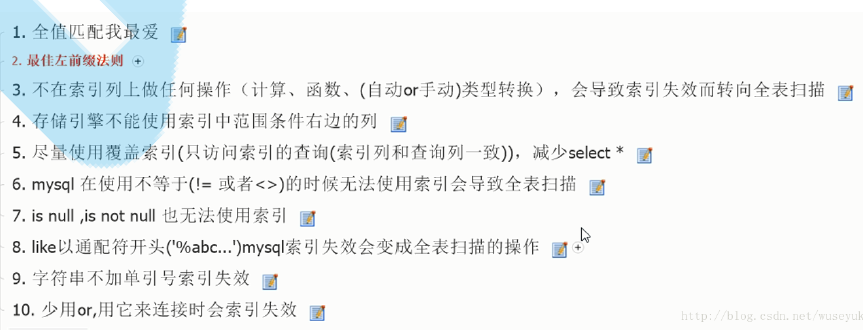 1. 全值匹配我最爱
2. 最佳左前缀法则
3. 不在索引列上做任何操作（计算、函数、(自动or手动)类型转换），会导致索引失效而转向全表扫描
4. 存储引擎不能使用索引中范围条件右边的列
5. 尽量使用覆盖索引(只访问索引的查询(索引列和查询列一致))，减少select *
6. mysql 在使用不等于(!= 或者<>)的时候无法使用索引会导致全表扫描
7. is null ,is not null 也无法使用索引
8. like以通配符开头('%abc...')mysql索引失效会变成全表扫描的操作
9. 字符串不加单引号索引失效
10. 少用or,用它来连接时会索引失效
http://blog.csdn.net/wuseyuk